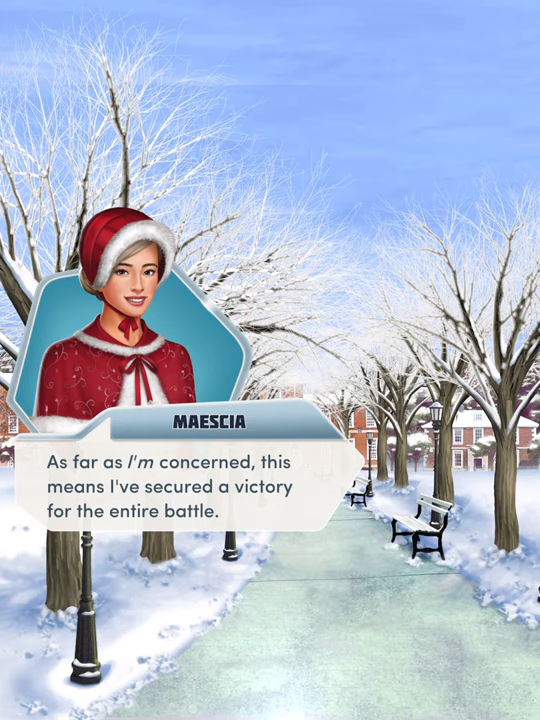 MAESCIA
As far as I'm concerned, this
means I've secured a victory
for the entire battle.